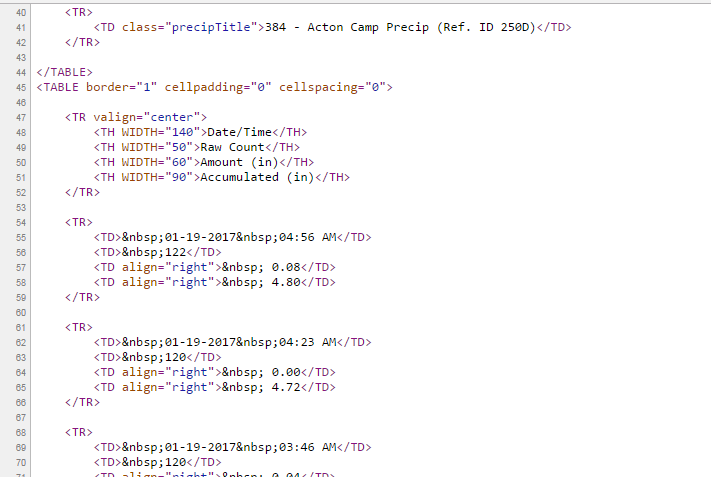 40 <TR>
41 <TD class="precipTitle">384 - Acton Camp Precip (Ref. ID 250D)</TD>
42 </TR>
43
44 </TABLE>
45 <TABLE border="1" cellpadding="0" cellspacing="0">
46
47 <TR valign="center">
48 <TH WIDTH="140">Date/Time</TH>
49 <TH WIDTH="50">Raw Count</TH>
50 <TH WIDTH="60">Amount (in)</TH>
51 <TH WIDTH="90">Accumulated (in)</TH>
52 </TR>
53
54 <TR>
55 <TD>&nbsp;01-19-2017&nbsp;04:56 AM</TD>
56 <TD>&nbsp;122</TD>
57 <TD align="right">&nbsp; 0.08</TD>
58 <TD align="right">&nbsp; 4.80</TD>
59 </TR>
60
61 <TR>
62 <TD>&nbsp;01-19-2017&nbsp;04:23 AM</TD>
63 <TD>&nbsp;120</TD>
64 <TD align="right">&nbsp; 0.00</TD>
65 <TD align="right">&nbsp; 4.72</TD>
66 </TR>
67
68 <TR>
69 <TD>&nbsp;01-19-2017&nbsp;03:46 AM</TD>
70 <TD>&nbsp;120</TD>
71 <TD align="right">&nbsp; 0.04</TD>